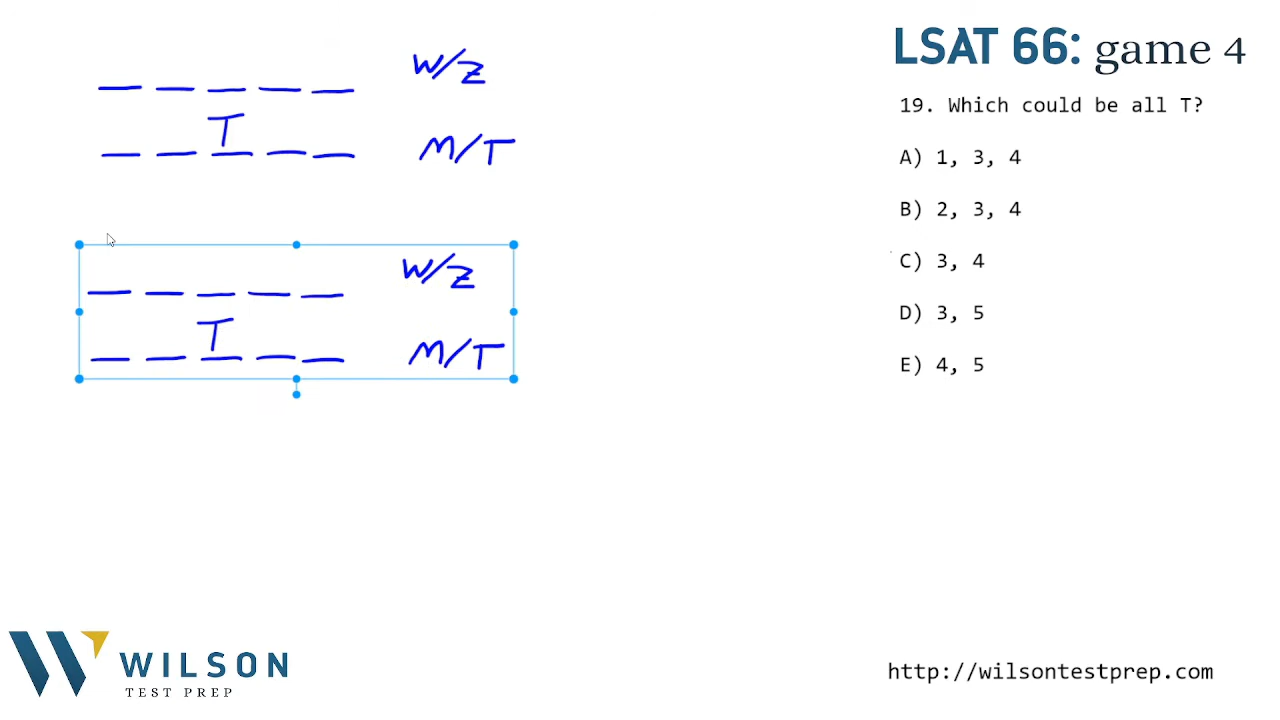 LSAT 66: game 4
19. Which could be all T?
A) 1, 3, 4
B) 2, 3, 4
C) 3, 4
D) 3, 5
E) 4, 5
W/Z
T
M/T
W/Z
T
M/T
WILSON
TEST PREP
http://wilsontestprep.com